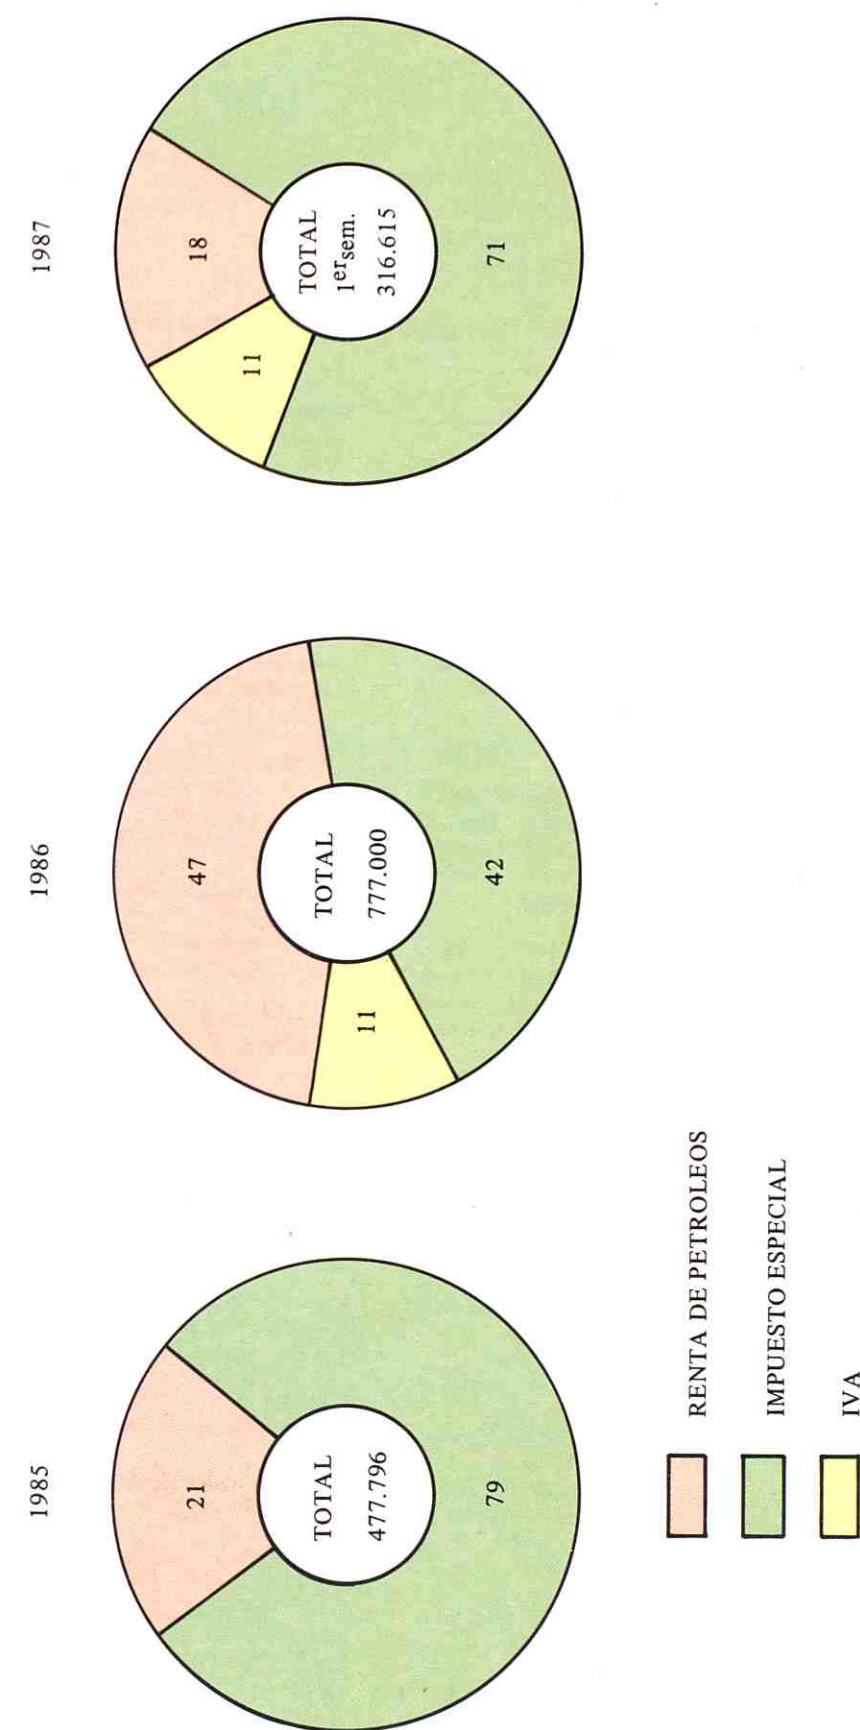 1985
21
TOTAL
477.796
79
1986
47
TOTAL
777.000
11
42
1987
18
11
TOTAL
1er sem.
316.615
71
RENTA DE PETROLEOS
IMPUESTO ESPECIAL
IVA